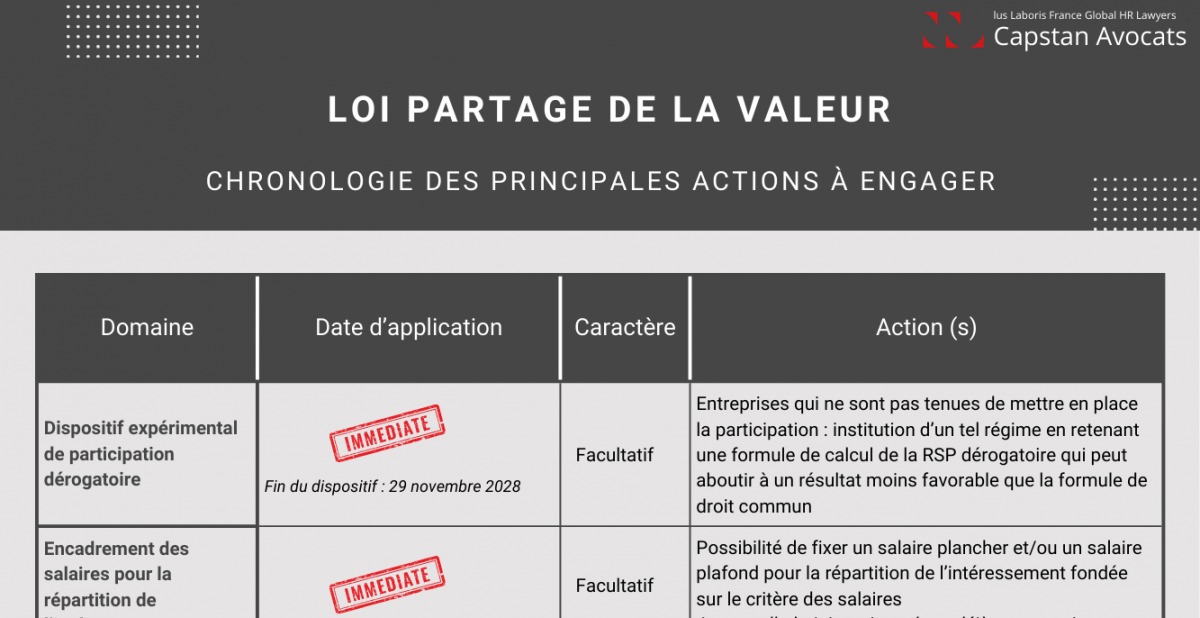 Ius Laboris France Global HR Lawyers
Capstan Avocats
LOI PARTAGE DE LA VALEUR
CHRONOLOGIE DES PRINCIPALES ACTIONS À ENGAGER
Domaine
Date d’application
Caractère
Action (s)
Dispositif expérimental
de participation
dérogatoire
IMMEDIATE
Fin du dispositif : 29 novembre 2028
Facultatif
Entreprises qui ne sont pas tenues de mettre en place
la participation : institution d’un tel régime en retenant
une formule de calcul de la RSP dérogatoire qui peut
aboutir à un résultat moins favorable que la formule de
droit commun
Encadrement des
salaires pour la
répartition de
IMMEDIATE
Facultatif
Possibilité de fixer un salaire plancher et/ou un salaire
plafond pour la répartition de l’intéressement fondée
sur le critère des salaires